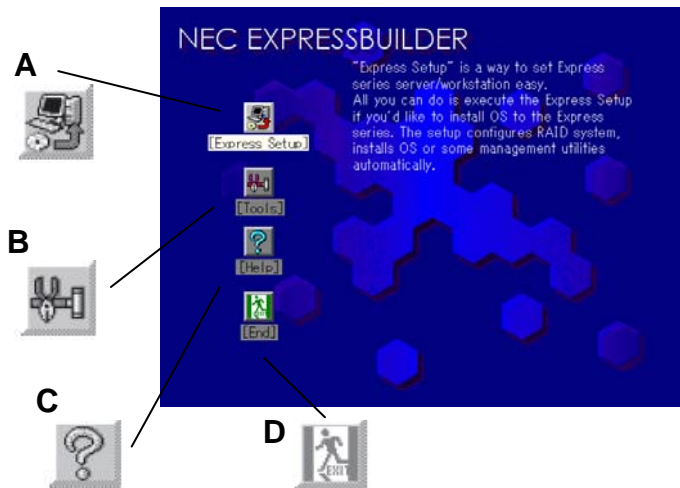 NEC EXPRESSBUILDER
"Express Setup" is a way to set Express
series server/workstation easy.
All you can do is execute the Express Setup
if you'd like to install OS to the Express
series. The setup configures RAID system,
installs OS or some management utilities
automatically.
A
[Express Setup]
[Tools]
B
[Help]
[End]
C
D
EXIT